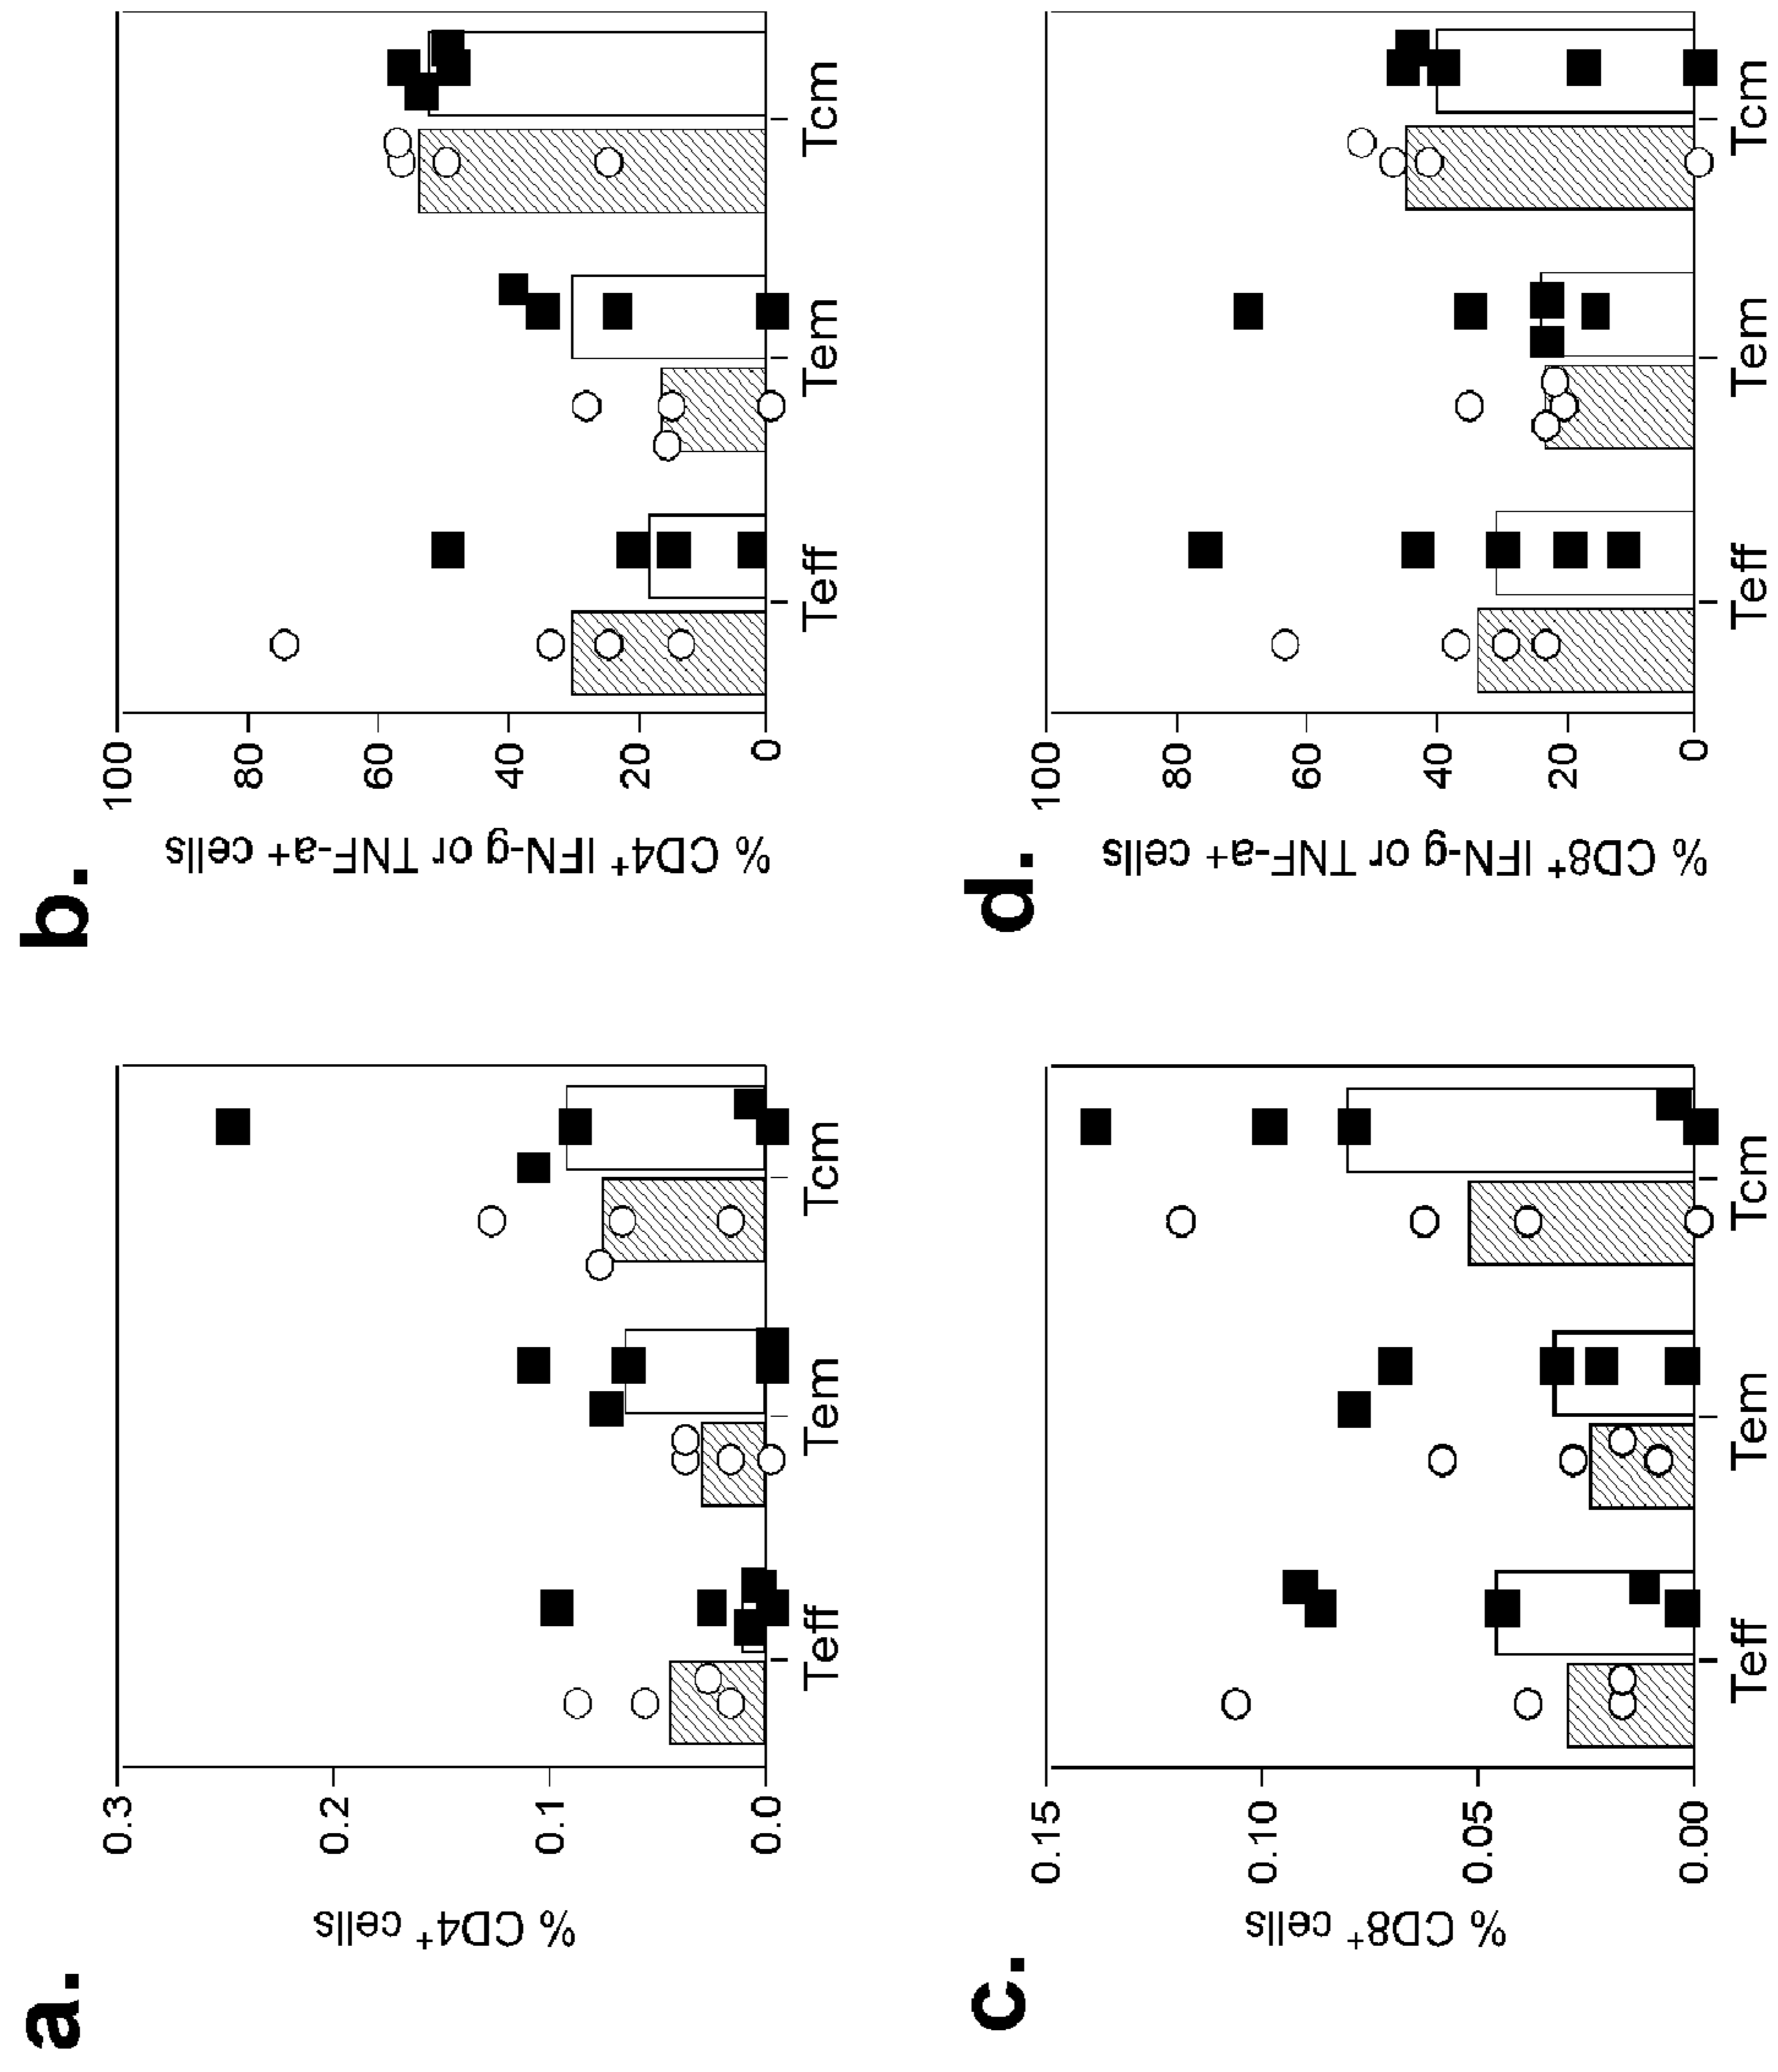 a.
% CD4+ cells
0.3
0.2
0.1
0.0
Teff
Tem
Tcm
b.
% CD4+ IFN-g or TNF-a+ cells
100
80
60
40
20
0
Teff
Tem
Tcm
c.
% CD8+ cells
0.15
0.10
0.05
0.00
Teff
Tem
Tcm
d.
% CD8+ IFN-g or TNF-a+ cells
100
80
60
40
20
0
Teff
Tem
Tcm